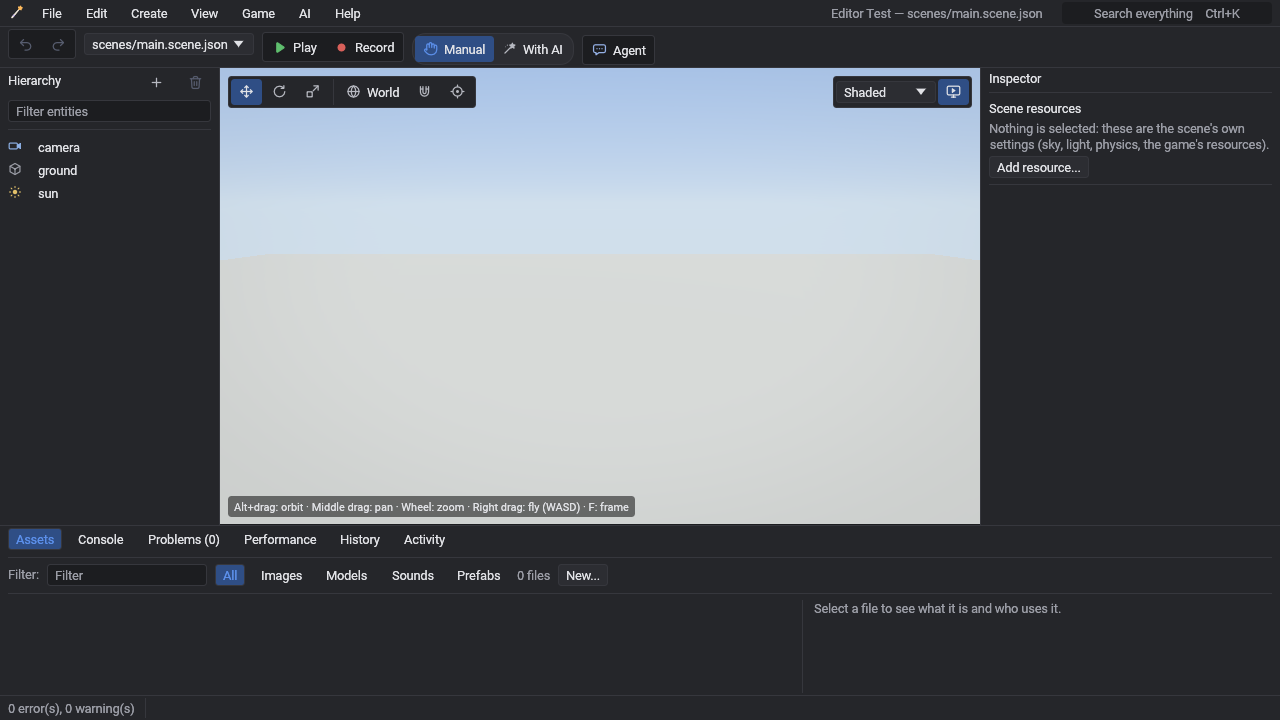 File Edit Create View Game AI Help Editor Test — scenes/main.scene.json Search everything Ctrl+K
scenes/main.scene.json Play Record Manual With AI Agent
Hierarchy
Filter entities
camera
ground
sun
World
Shaded
Alt+drag: orbit · Middle drag: pan · Wheel: zoom · Right drag: fly (WASD) · F: frame
Inspector
Scene resources
Nothing is selected: these are the scene's own
settings (sky, light, physics, the game's resources).
Add resource...
Assets Console Problems (0) Performance History Activity
Filter: Filter All Images Models Sounds Prefabs 0 files New...
Select a file to see what it is and who uses it.
0 error(s), 0 warning(s)